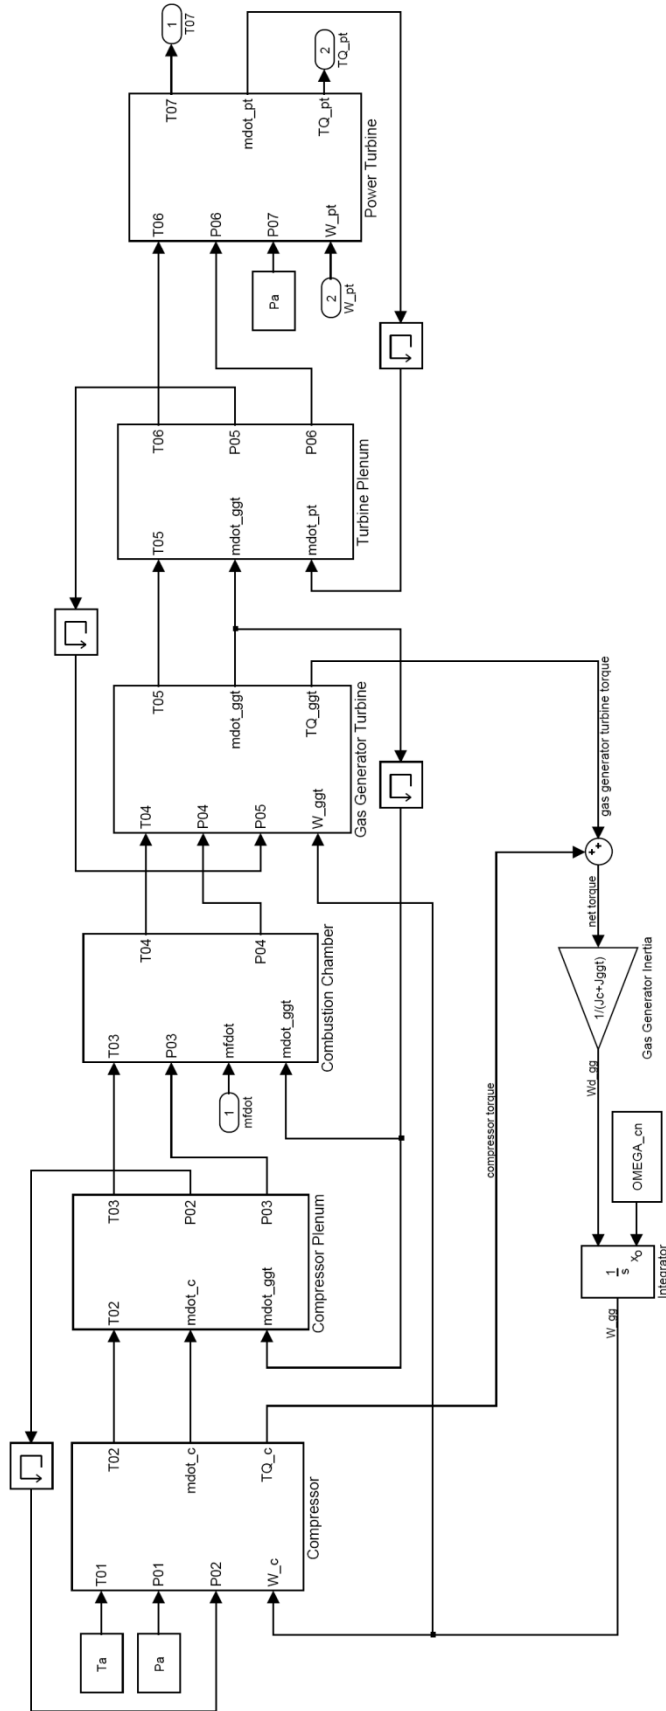 Ta
Pa
T01
P01
P02
W_c
T02
mdot_c
TQ_c
Compressor
T02
mdot_c
mdot_ggt
T03
P02
P03
Compressor Plenum
1
mfdot
T03
P03
mfdot
mdot_ggt
T04
P04
Combustion Chamber
T04
P04
P05
W_ggt
T05
mdot_ggt
TQ_ggt
Gas Generator Turbine
T05
mdot_ggt
mdot_pt
T06
P05
P06
Turbine Plenum
Pa
2
W_pt
T06
P06
P07
W_pt
T07
mdot_pt
TQ_pt
Power Turbine
1
T07
2
TQ_pt
compressor torque
gas generator turbine torque
++
net torque
1/(Jc+Jggt)
Gas Generator Inertia
Wd_gg
OMEGA_cn
1
s
xo
Integrator
W_gg